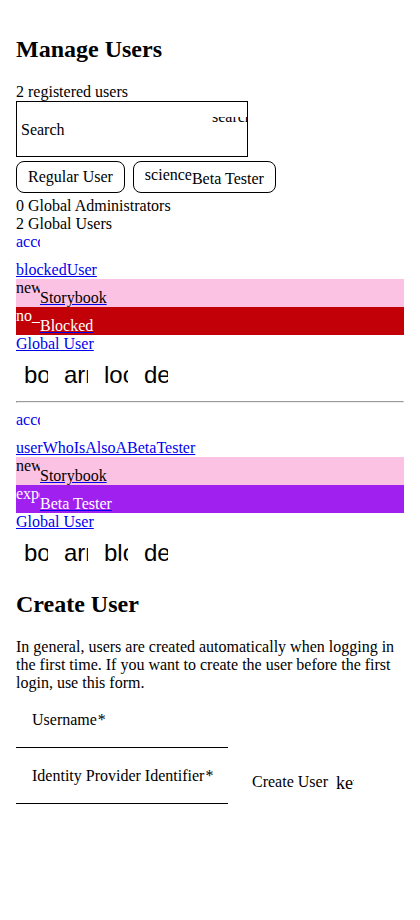 Manage Users
2 registered users
Search searc
Regular User science Beta Tester
0 Global Administrators
2 Global Users
acc
blockedUser
new Storybook
no_ Blocked
Global User
bo arr loc de
acc
userWhoIsAlsoABetaTester
new Storybook
exp Beta Tester
Global User
bo arr blo de
Create User
In general, users are created automatically when logging in
the first time. If you want to create the user before the first
login, use this form.
Username*
Identity Provider Identifier*
Create User ke